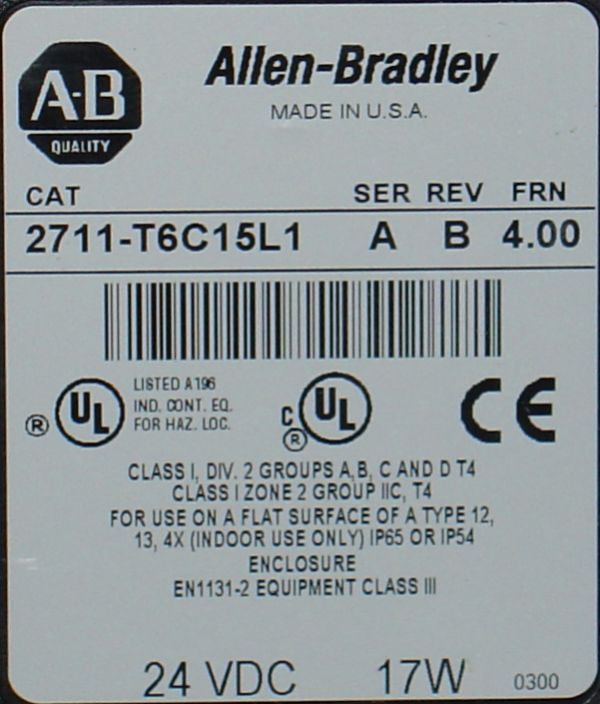 A-B
QUALITY
Allen-Bradley
MADE IN U.S.A.
CAT SER REV FRN
2711-T6C15L1 A B 4.00
® UL LISTED A196
IND. CONT. EQ.
FOR HAZ. LOC.
C UL ®
CE
CLASS I, DIV. 2 GROUPS A,B, C AND D T4
CLASS I ZONE 2 GROUP IIC, T4
FOR USE ON A FLAT SURFACE OF A TYPE 12,
13, 4X (INDOOR USE ONLY) IP65 OR IP54
ENCLOSURE
EN1131-2 EQUIPMENT CLASS III
24 VDC 17W 0300